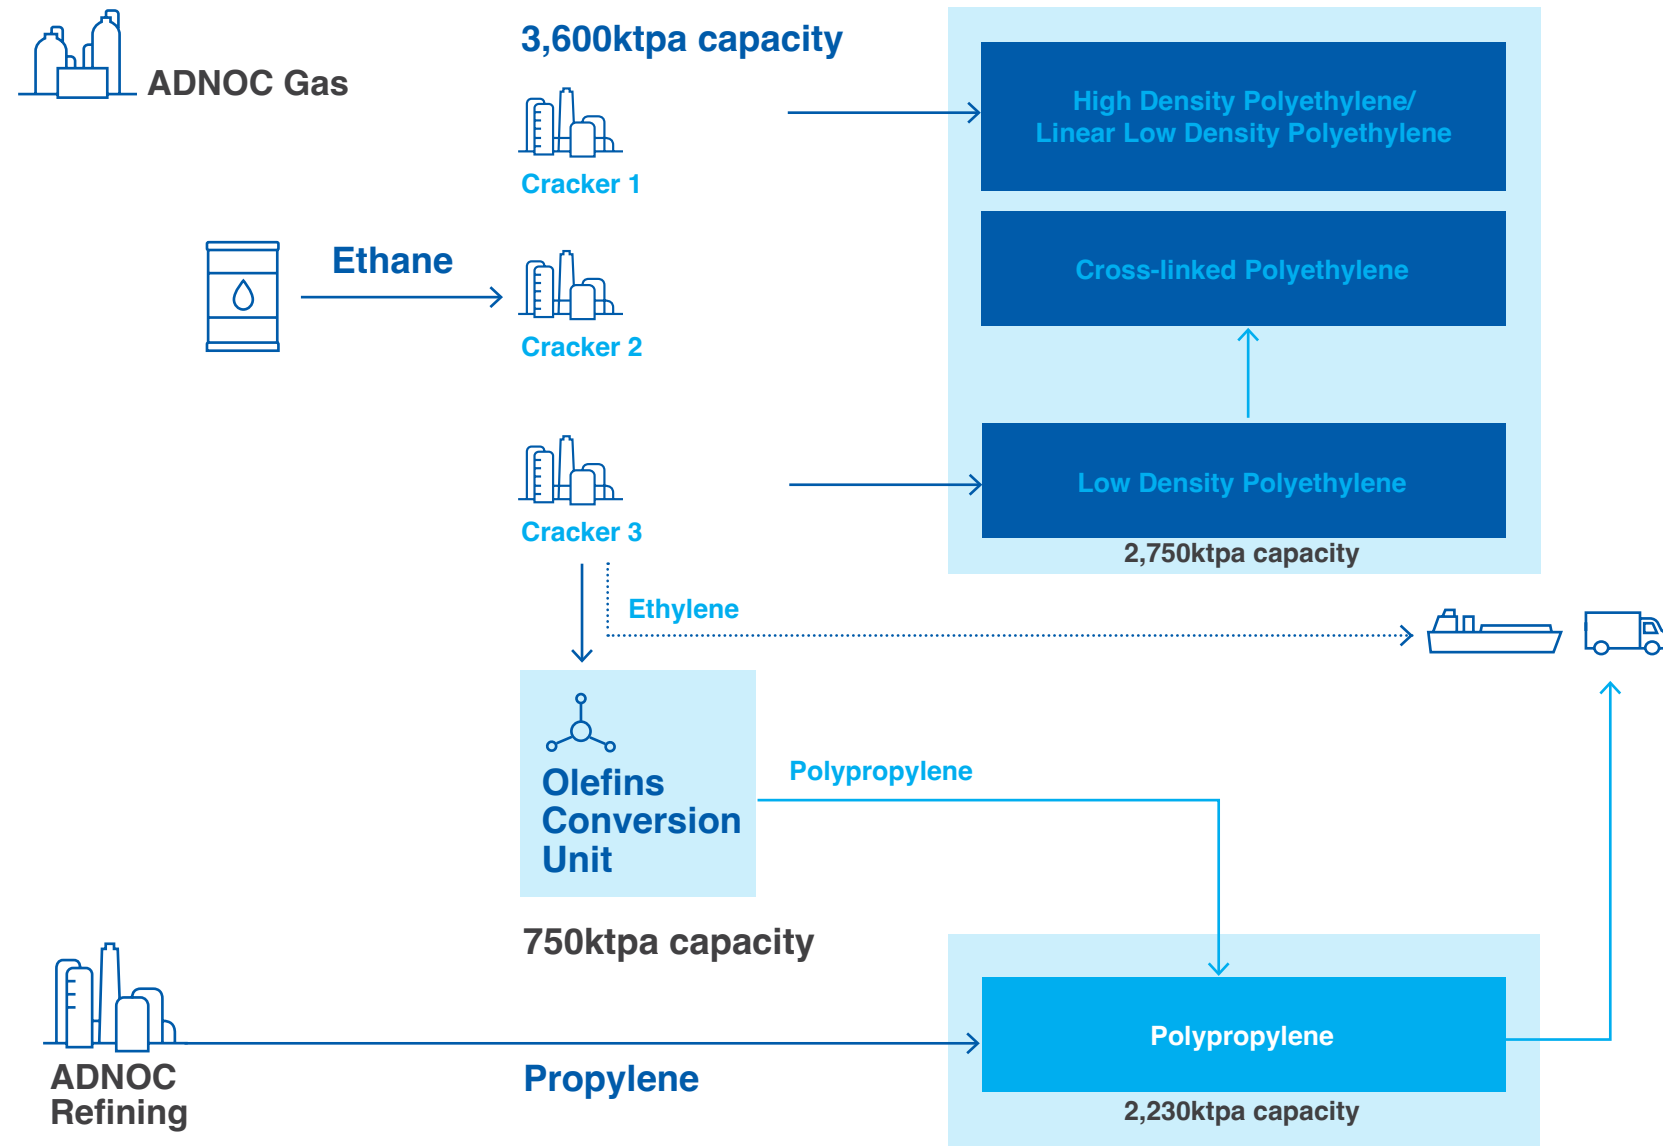 ADNOC Gas
3,600ktpa capacity
Cracker 1
High Density Polyethylene/
Linear Low Density Polyethylene
Ethane
Cracker 2
Cross-linked Polyethylene
Cracker 3
Low Density Polyethylene
2,750ktpa capacity
Ethylene
Olefins
Conversion
Unit
Polypropylene
750ktpa capacity
ADNOC
Refining
Propylene
Polypropylene
2,230ktpa capacity